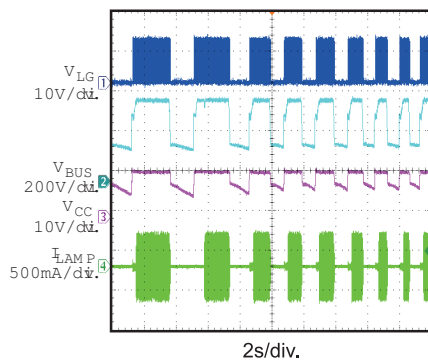 VLG
1
10V/div.
VBUS
2
200V/div.
VCC
3
10V/div.
ILAMP
4
500mA/div.
2s/div.